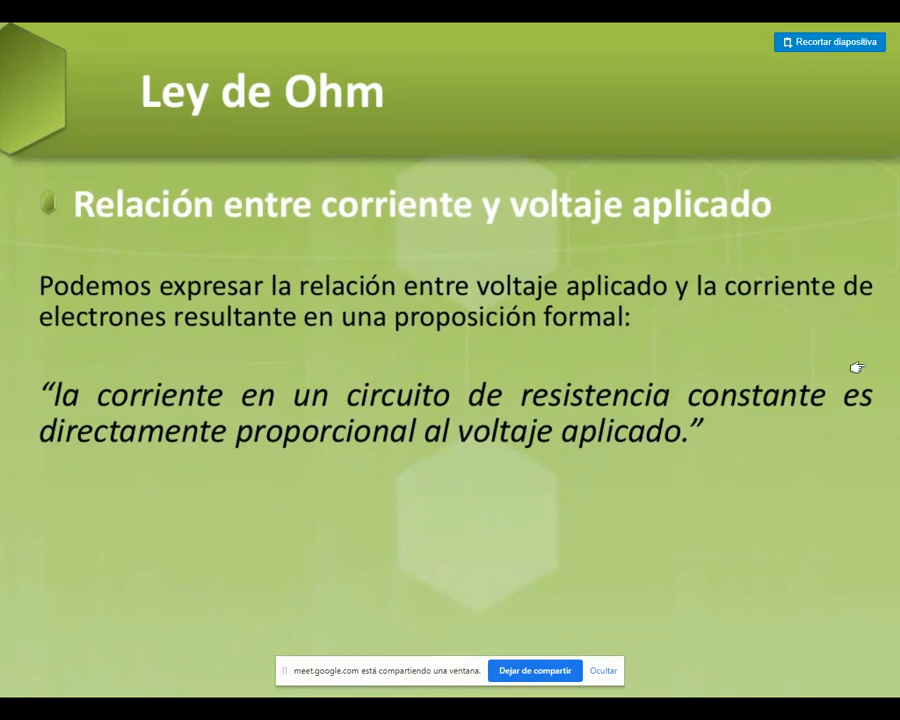 Recortar diapositiva
Ley de Ohm
Relación entre corriente y voltaje aplicado
Podemos expresar la relación entre voltaje aplicado y la corriente de
electrones resultante en una proposición formal:
“la corriente en un circuito de resistencia constante es
directamente proporcional al voltaje aplicado.”
meet.google.com está compartiendo una ventana. Dejar de compartir Ocultar